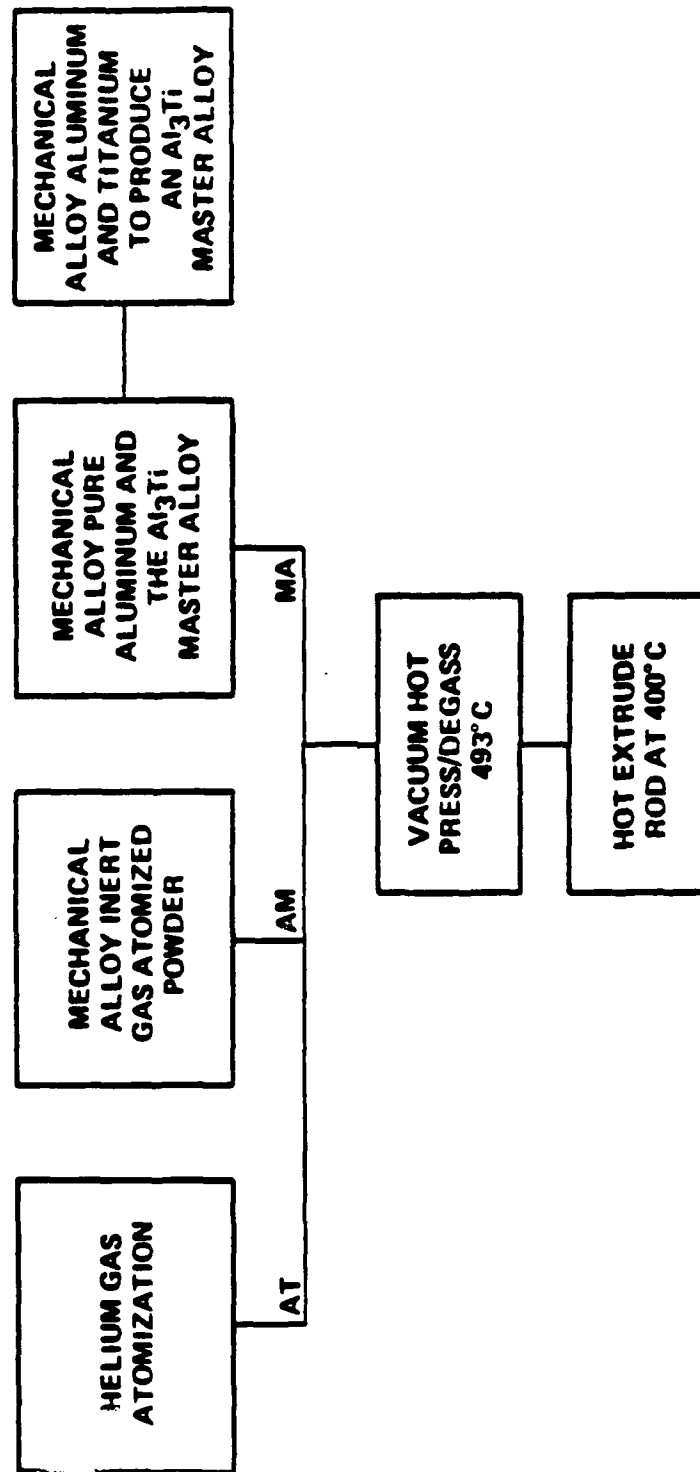 HELIUM GAS
ATOMIZATION
MECHANICAL
ALLOY INERT
GAS ATOMIZED
POWDER
MECHANICAL
ALLOY PURE
ALUMINUM AND
THE Al₃Ti
MASTER ALLOY
MECHANICAL
ALLOY ALUMINUM
AND TITANIUM
TO PRODUCE
AN Al₃Ti
MASTER ALLOY
AT
AM
MA
VACUUM HOT
PRESS/DEGASS
493°C
HOT EXTRUDE
ROD AT 400°C